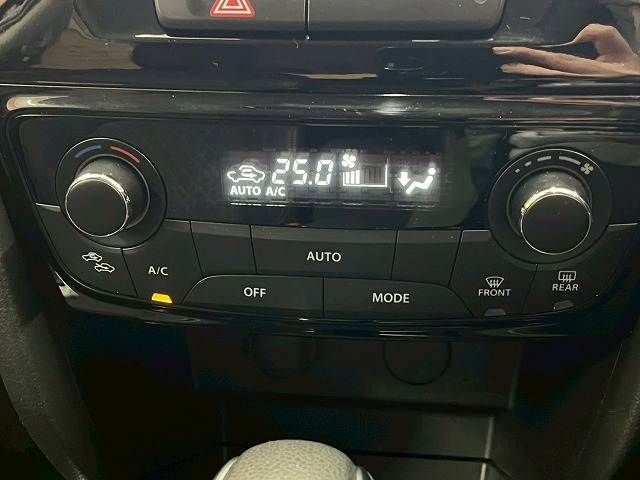 25.0
AUTO A/C
AUTO
A/C
OFF
MODE
FRONT
REAR